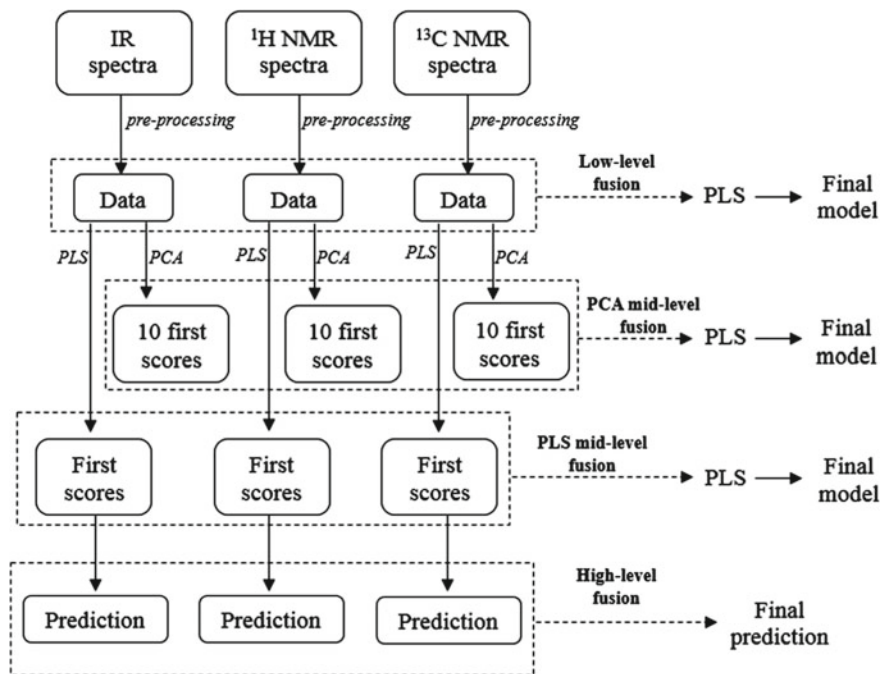 IR
spectra
¹H NMR
spectra
¹³C NMR
spectra
pre-processing
pre-processing
pre-processing
Data
Data
Data
Low-level
fusion
PLS
Final
model
PLS
PCA
PLS
PCA
PLS
PCA
10 first
scores
10 first
scores
10 first
scores
PCA mid-level
fusion
PLS
Final
model
First
scores
First
scores
First
scores
PLS mid-level
fusion
PLS
Final
model
Prediction
Prediction
Prediction
High-level
fusion
Final
prediction